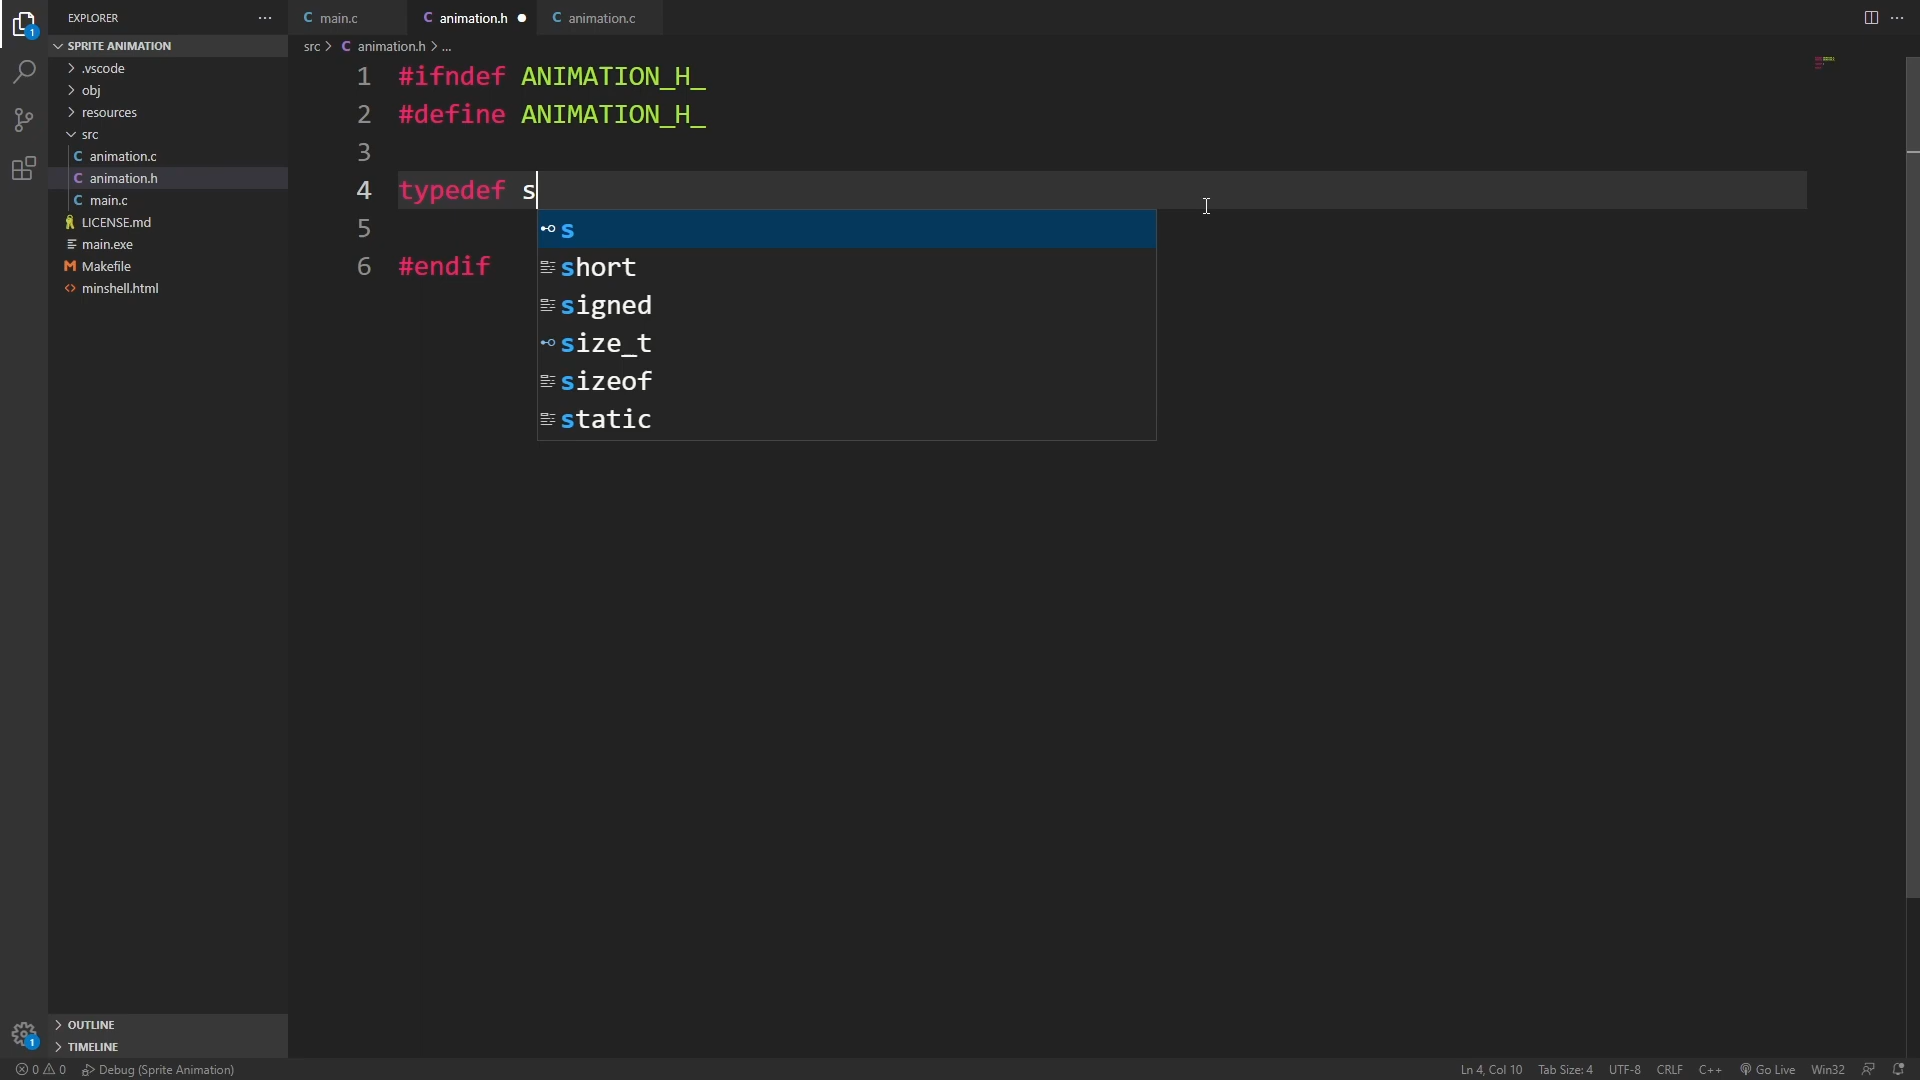 EXPLORER
SPRITE ANIMATION
.vscode
obj
resources
src
C animation.c
C animation.h
C main.c
LICENSE.md
main.exe
Makefile
minshell.html
OUTLINE
TIMELINE
C main.c
C animation.h
C animation.c
src > C animation.h > ...
1 #ifndef ANIMATION_H_
2 #define ANIMATION_H_
3
4 typedef s
5
6 #endif
s
short
signed
size_t
sizeof
static
1
1
0 0 Debug (Sprite Animation)
Ln 4, Col 10 Tab Size: 4 UTF-8 CRLF C++ Go Live Win32